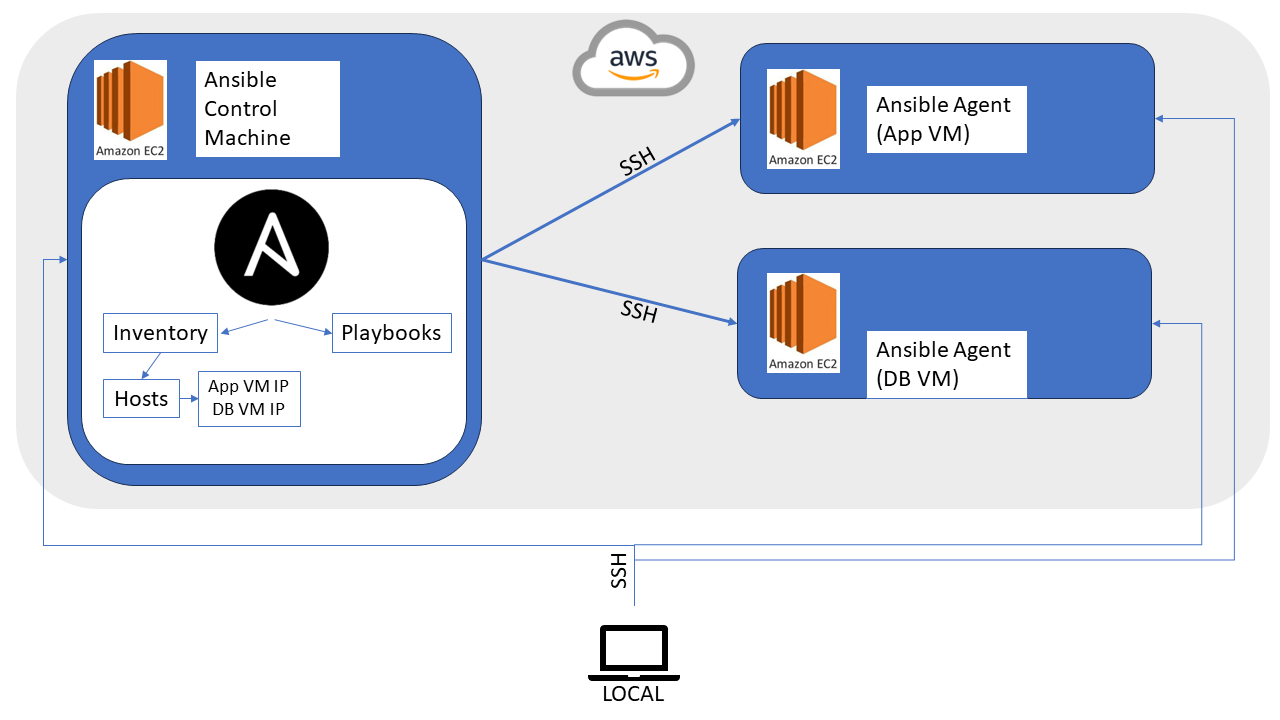 aws
Amazon EC2
Ansible
Control
Machine
Inventory
Playbooks
Hosts
App VM IP
DB VM IP
SSH
SSH
Amazon EC2
Ansible Agent
(App VM)
Amazon EC2
Ansible Agent
(DB VM)
SSH
LOCAL